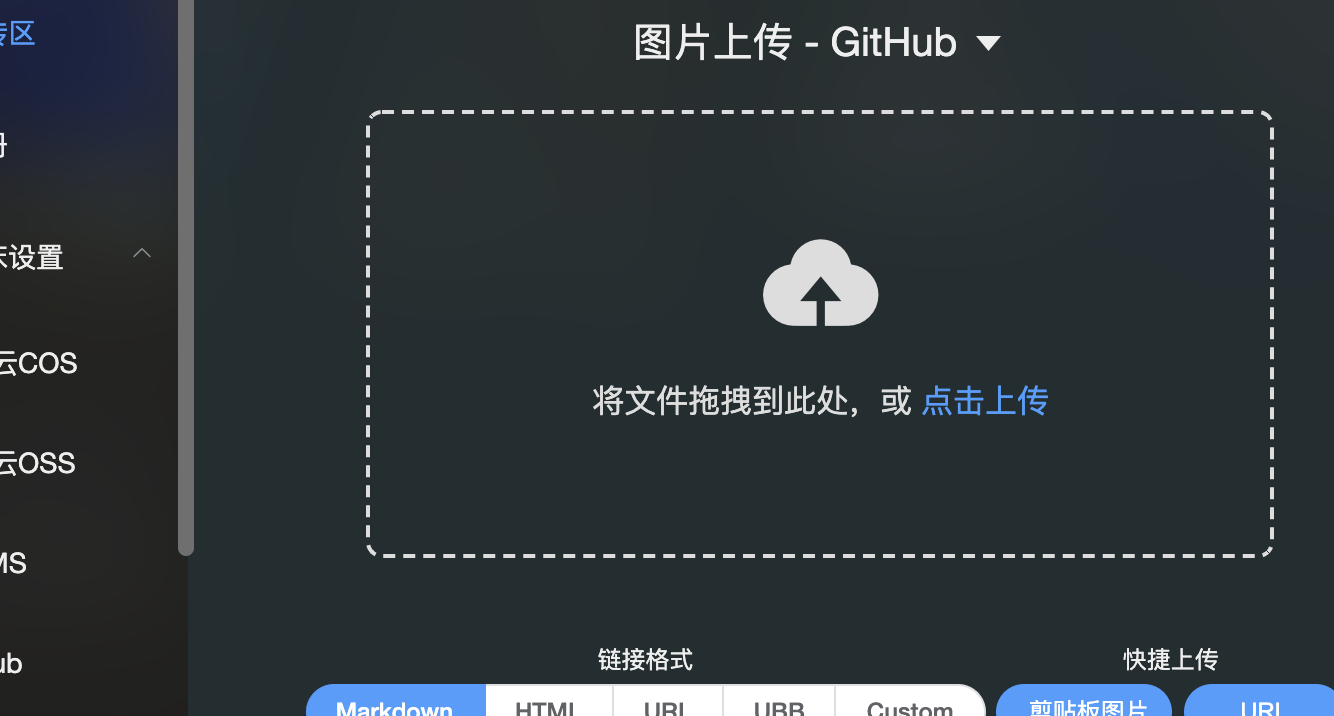 传区
册
图片上传 - GitHub
床设置
云COS
云OSS
MS
ub
将文件拖拽到此处，或 点击上传
链接格式
快捷上传
Markdown
HTML
URL
UBB
Custom
剪贴板图片
URL